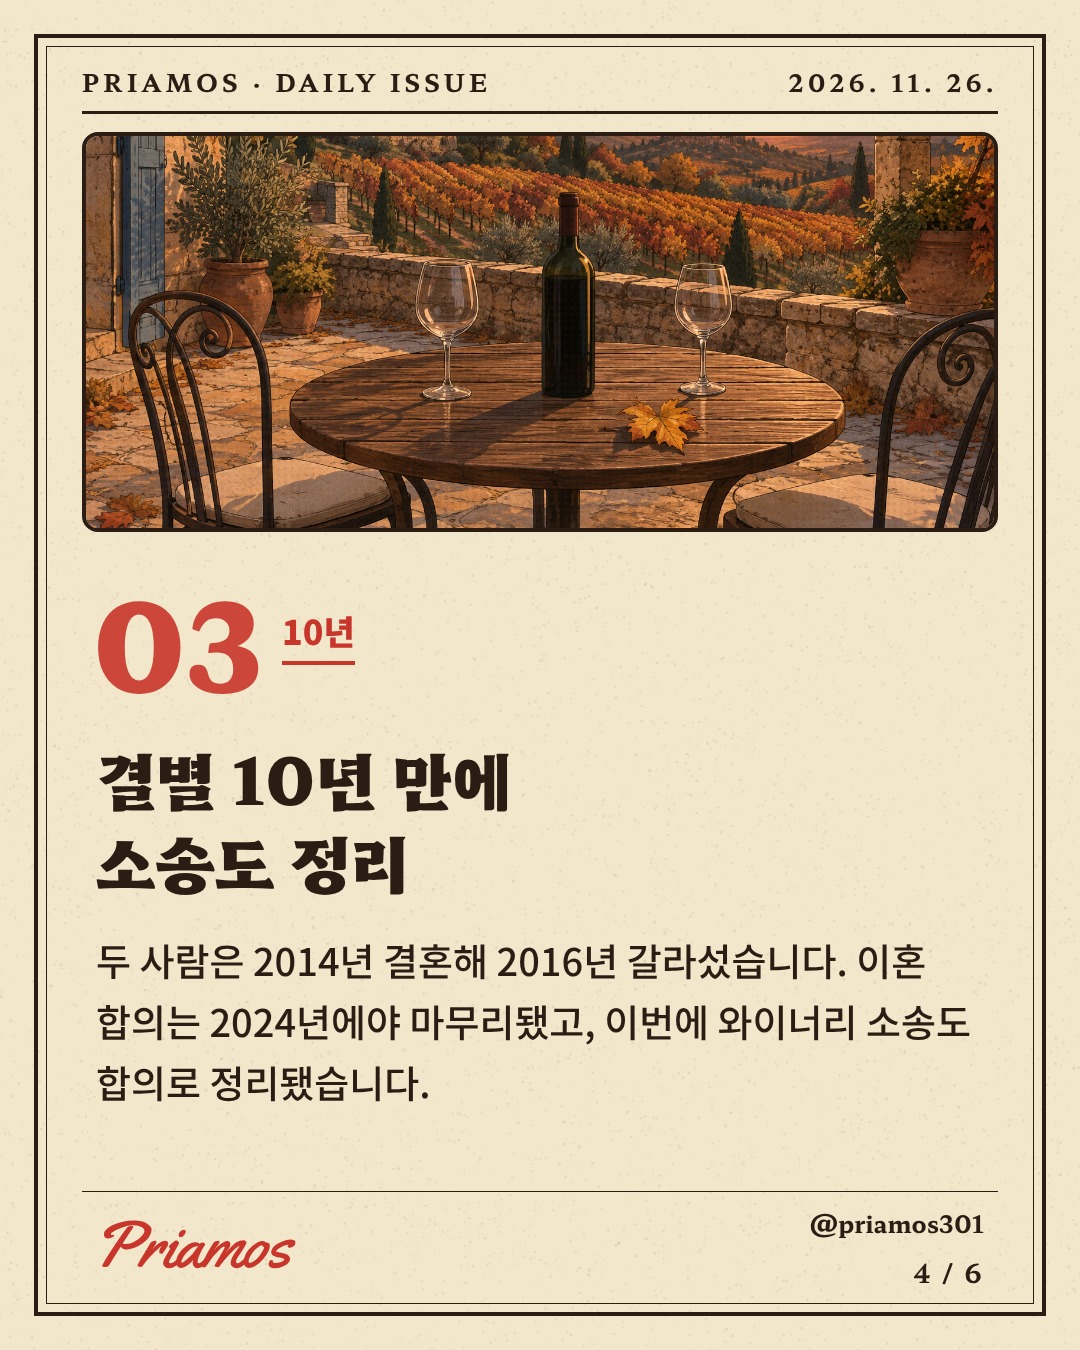 PRIAMOS · DAILY ISSUE
2026. 11. 26.
03
10년
결별 10년 만에
소송도 정리
두 사람은 2014년 결혼해 2016년 갈라섰습니다. 이혼
합의는 2024년에야 마무리됐고, 이번에 와이너리 소송도
합의로 정리됐습니다.
Priamos
@priamos301
4 / 6